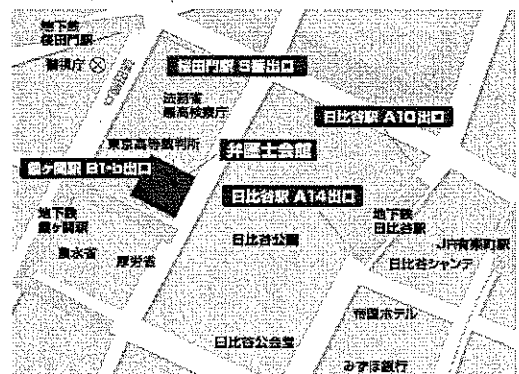 地下鉄
桜田門駅
警視庁
桜田門駅 5番出口
法務省
最高検察庁
日比谷駅 A10出口
東京高等裁判所
弁護士会館
霞ヶ関駅 B1-b出口
日比谷駅 A14出口
地下鉄
霞ヶ関駅
地下鉄
日比谷駅
日比谷公園
JR有楽町駅
農水省
厚労省
日比谷シャンテ
帝国ホテル
日比谷公会堂
みずほ銀行